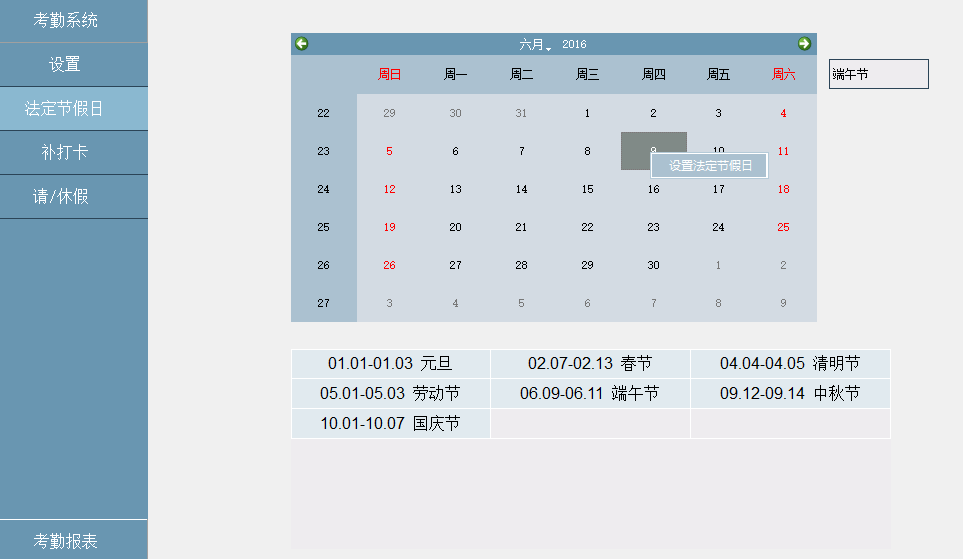 考勤系统
设置
法定节假日
补打卡
请/休假
考勤报表
六月 2016
周日 周一 周二 周三 周四 周五 周六
22 29 30 31 1 2 3 4
23 5 6 7 8 9 10 11
24 12 13 14 15 16 17 18
25 19 20 21 22 23 24 25
26 26 27 28 29 30 1 2
27 3 4 5 6 7 8 9
设置法定节假日
端午节
01.01-01.03 元旦 02.07-02.13 春节 04.04-04.05 清明节
05.01-05.03 劳动节 06.09-06.11 端午节 09.12-09.14 中秋节
10.01-10.07 国庆节